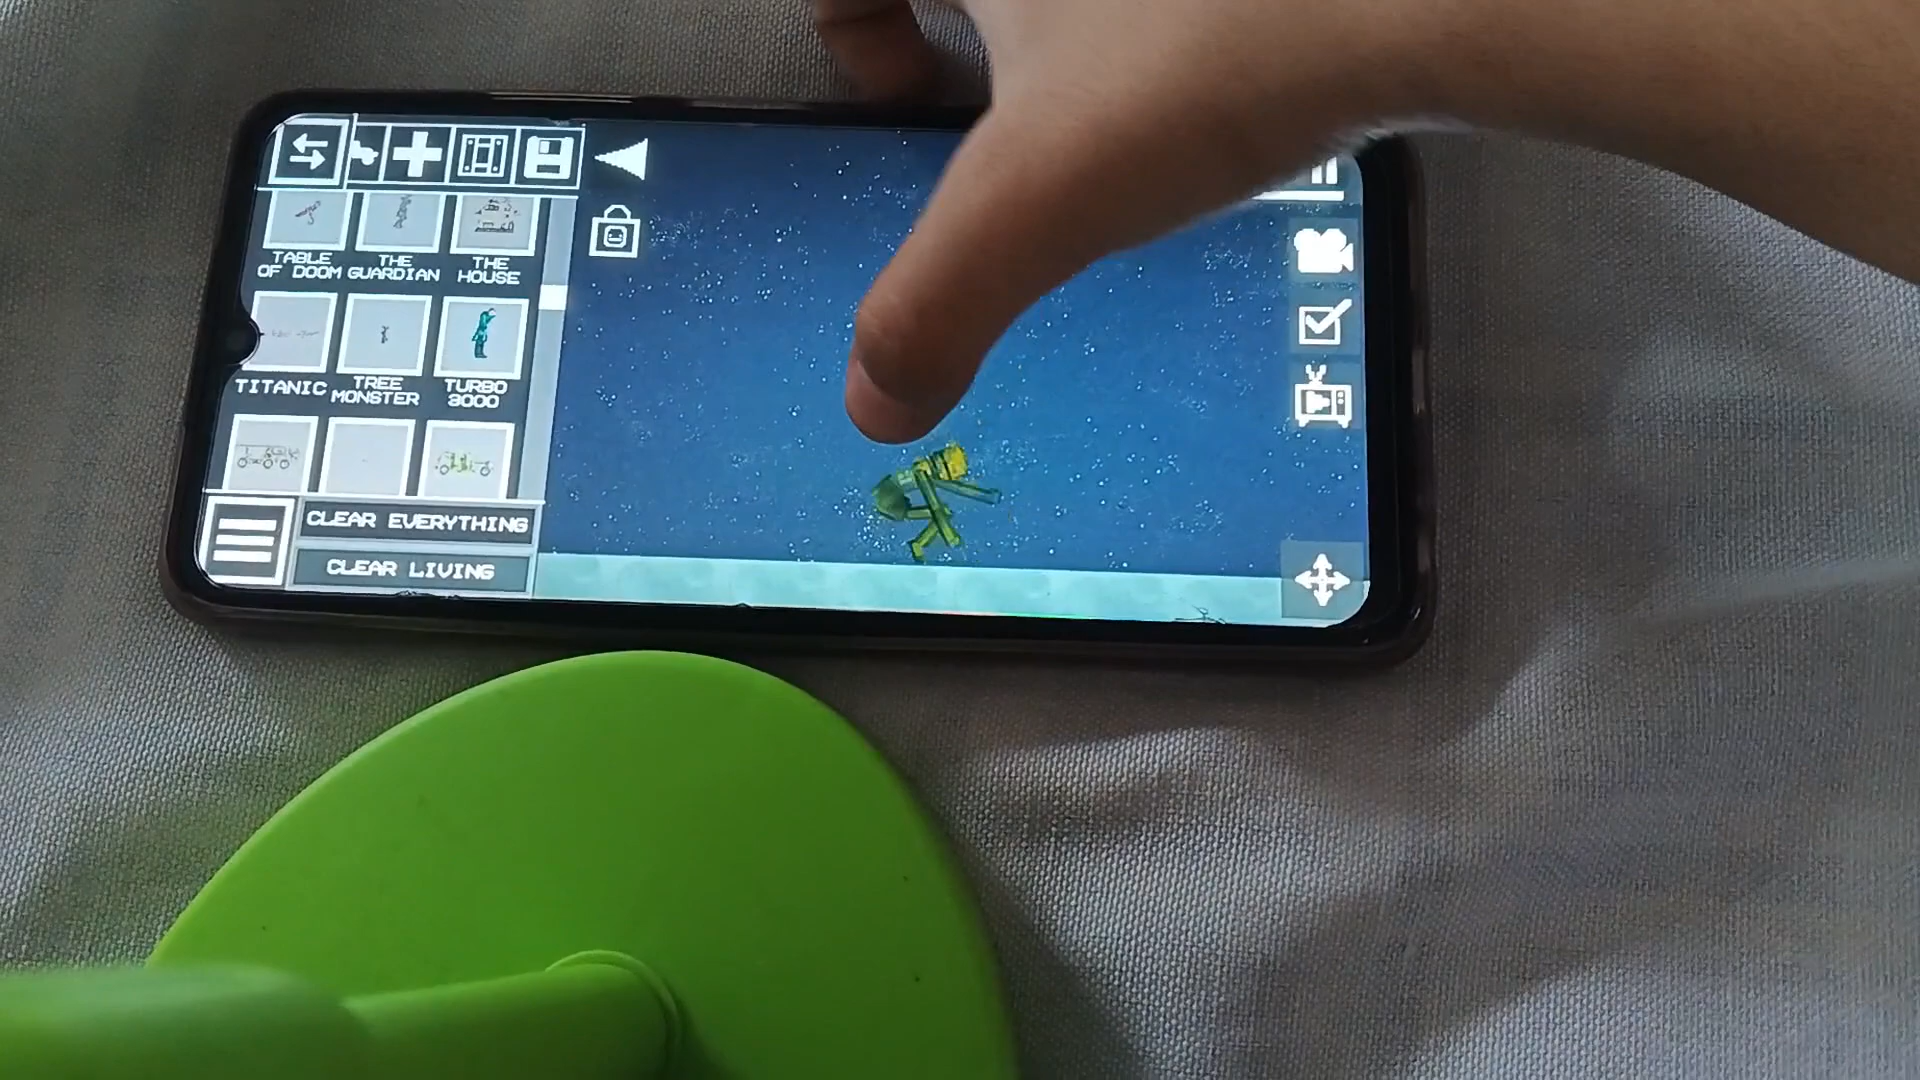 TABLE
OF DOOM
THE
GUARDIAN
THE
HOUSE
TITANIC
TREE
MONSTER
TURBO
3000
CLEAR EVERYTHING
CLEAR LIVING